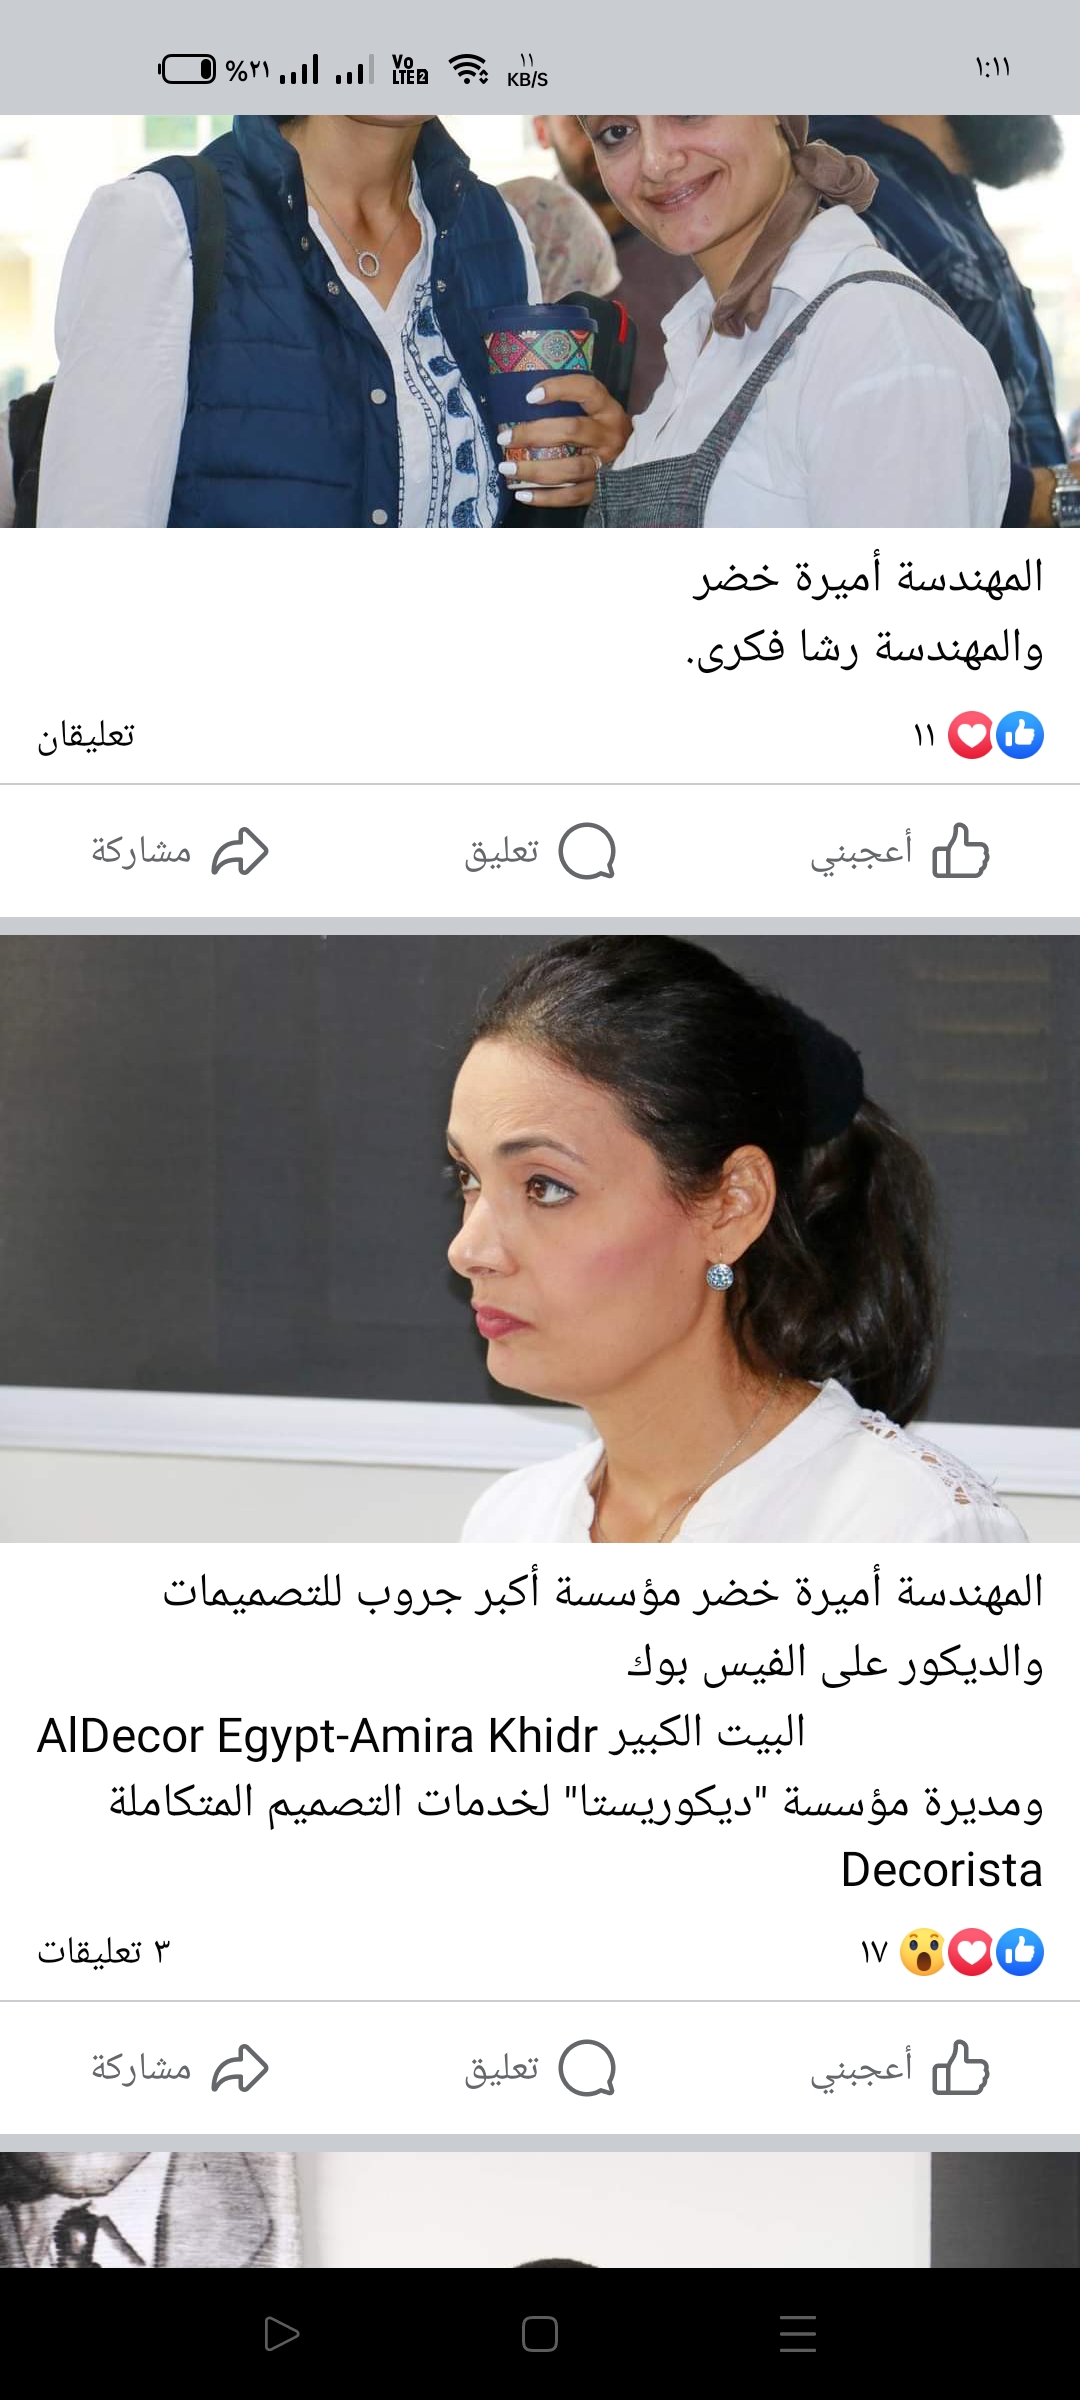 %٢١ Vo LTE 2 ١١ KB/S ١:١١
المهندسة أميرة خضر
والمهندسة رشا فكرى.
١١ تعليقان
أعجبني تعليق مشاركة
المهندسة أميرة خضر مؤسسة أكبر جروب للتصميمات
والديكور على الفيس بوك
AlDecor Egypt-Amira Khidr البيت الكبير
ومديرة مؤسسة "ديكوريستا" لخدمات التصميم المتكاملة
Decorista
١٧ ٣ تعليقات
أعجبني تعليق مشاركة